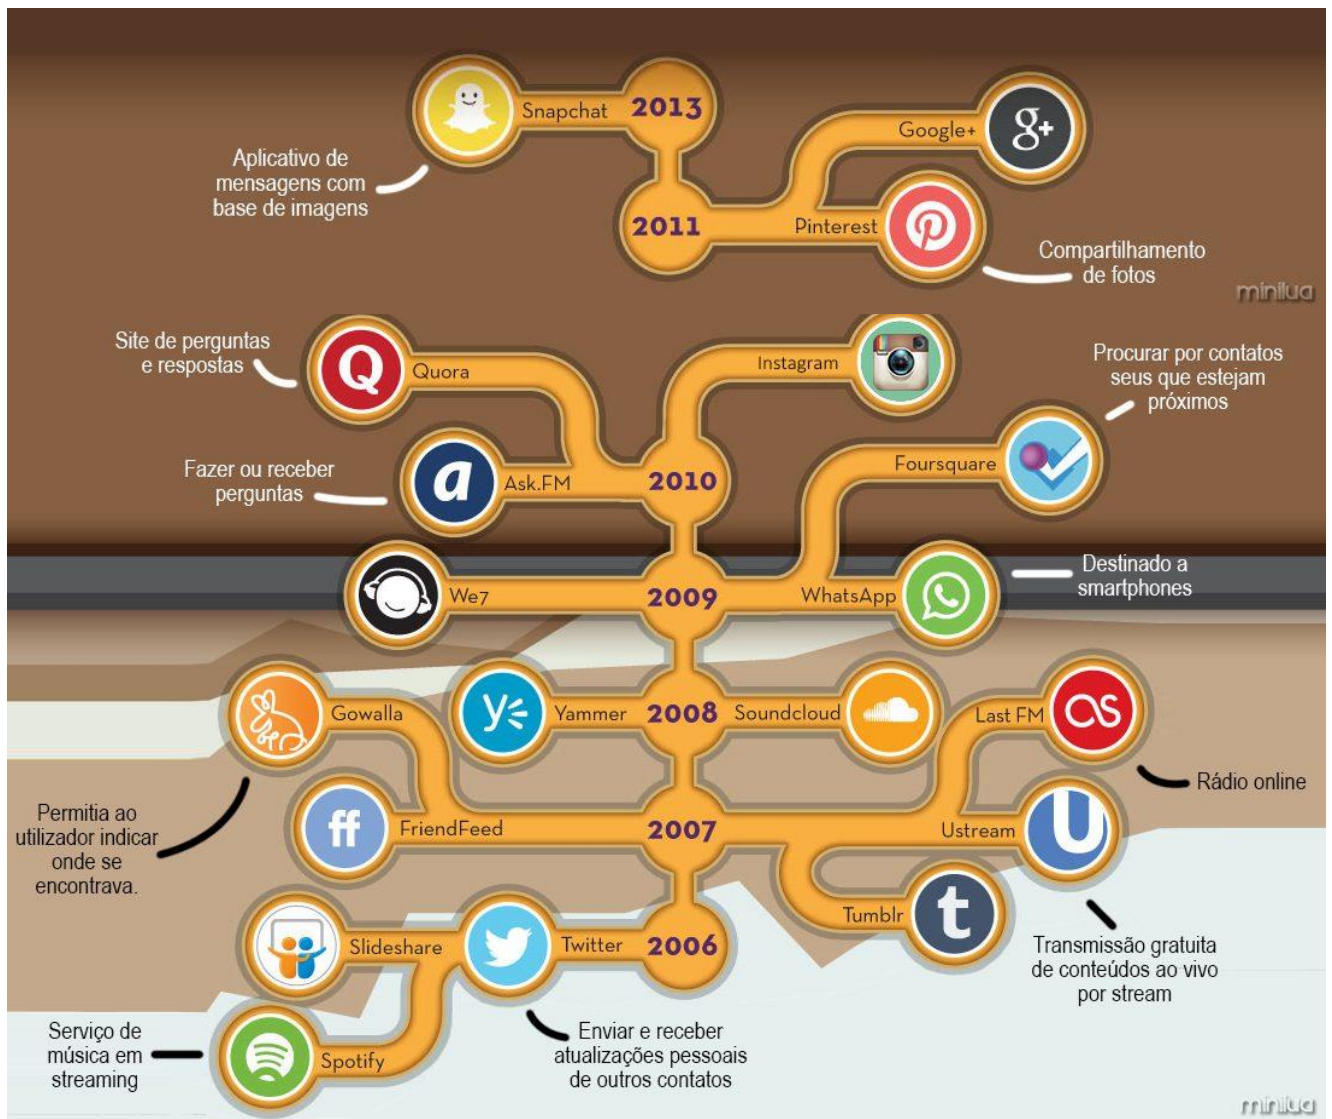 Snapchat
2013
Google+
g+
Aplicativo de
mensagens com
base de imagens
2011
Pinterest
Compartilhamento
de fotos
minilua
Site de perguntas
e respostas
Q
Quora
Instagram
Procurar por contatos
seus que estejam
próximos
Fazer ou receber
perguntas
a
Ask.FM
2010
Foursquare
We7
2009
WhatsApp
Destinado a
smartphones
Gowalla
y
Yammer
2008
Soundcloud
Last FM
as
Rádio online
Permitia ao
utilizador indicar
onde se
encontrava.
ff
FriendFeed
2007
Ustream
U
Tumblr
t
Slideshare
Twitter
2006
Transmissão gratuita
de conteúdos ao vivo
por stream
Serviço de
música em
streaming
Spotify
Enviar e receber
atualizações pessoais
de outros contatos
minilua